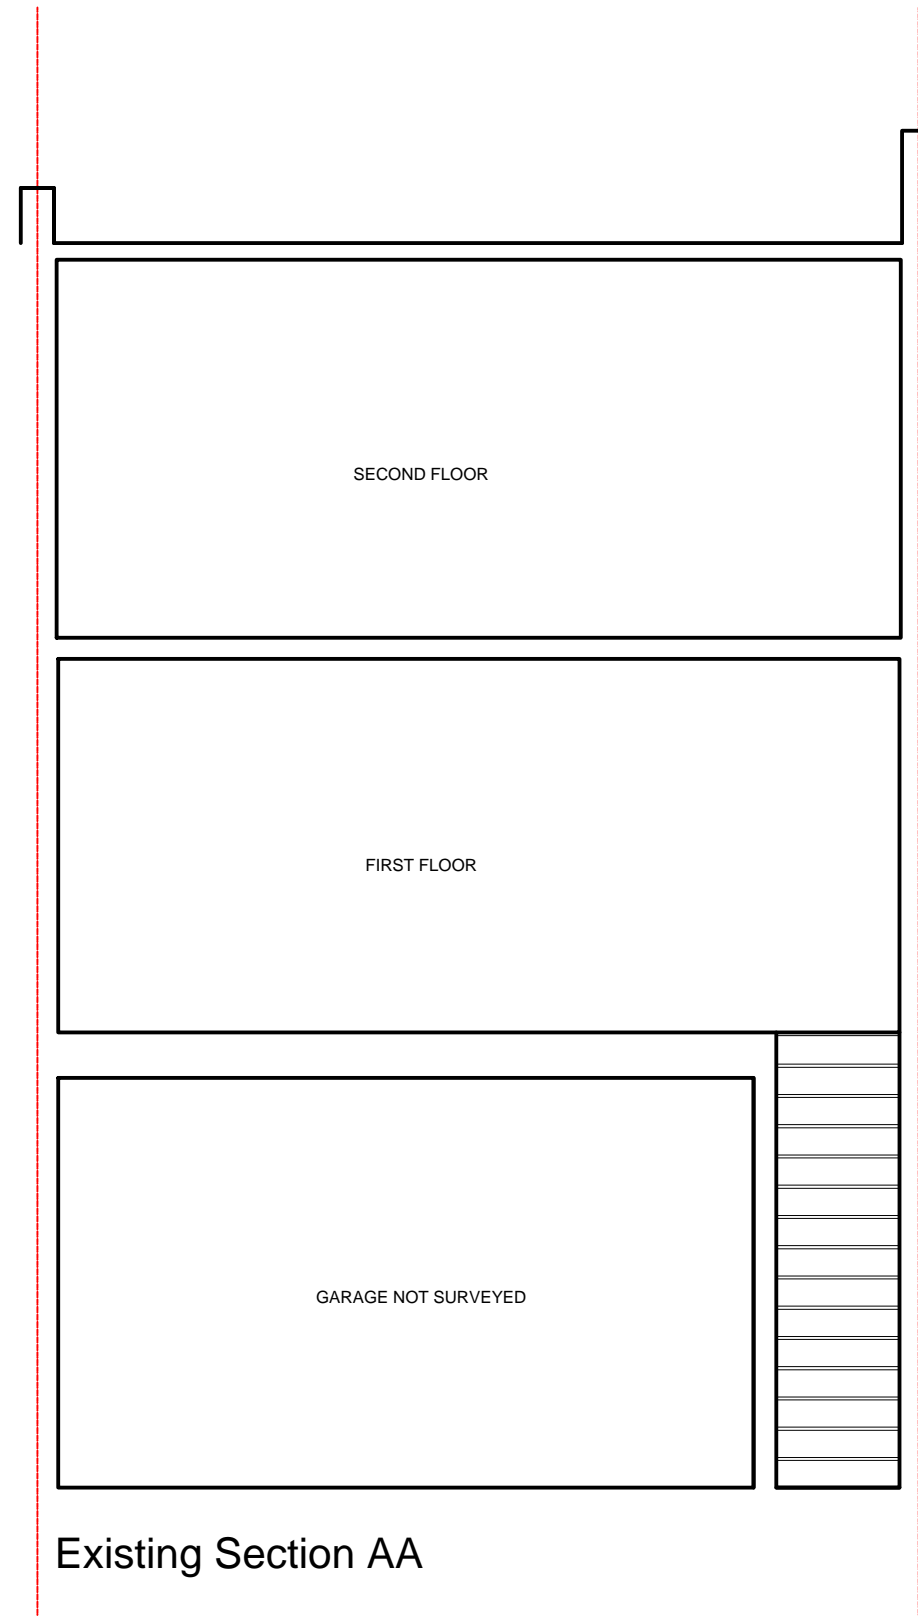 SECOND FLOOR
FIRST FLOOR
GARAGE NOT SURVEYED
Existing Section AA